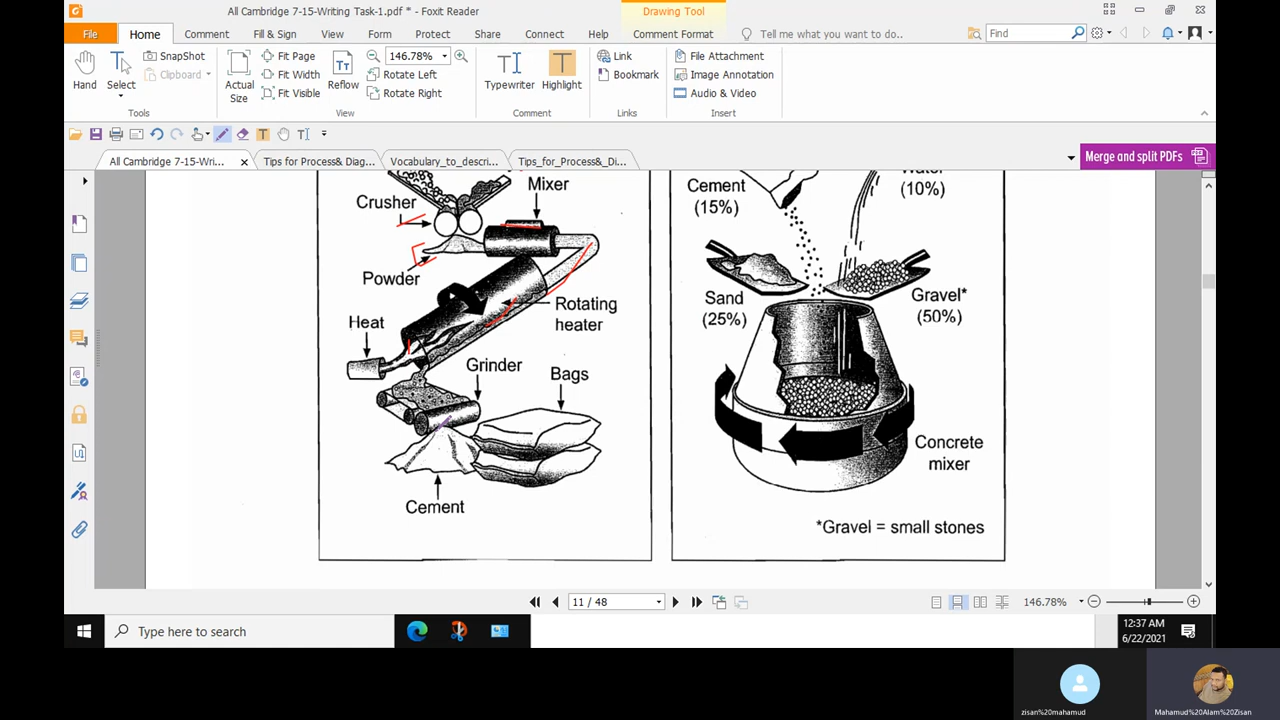 All Cambridge 7-15-Writing Task-1.pdf * - Foxit Reader
Drawing Tool
File Home Comment Fill & Sign View Form Protect Share Connect Help Comment Format Tell me what you want to do... Find
Hand
Select
SnapShot
Clipboard
Tools
Actual
Size
Fit Page
Fit Width
Fit Visible
Reflow
146.78%
Rotate Left
Rotate Right
View
Typewriter
Highlight
Comment
Link
Bookmark
Links
File Attachment
Image Annotation
Audio & Video
Insert
All Cambridge 7-15-Wri...
Tips for Process& Diag...
Vocabulary_to_descri...
Tips_for_Process&_Di...
Merge and split PDFs
Crusher
Mixer
Powder
Rotating
heater
Heat
Grinder
Bags
Cement
Cement
(15%)
Water
(10%)
Sand
(25%)
Gravel*
(50%)
Concrete
mixer
*Gravel = small stones
11 / 48
146.78%
Type here to search
12:37 AM
6/22/2021
zisan%20mahamud
Mahamud%20Alam%20Zisan